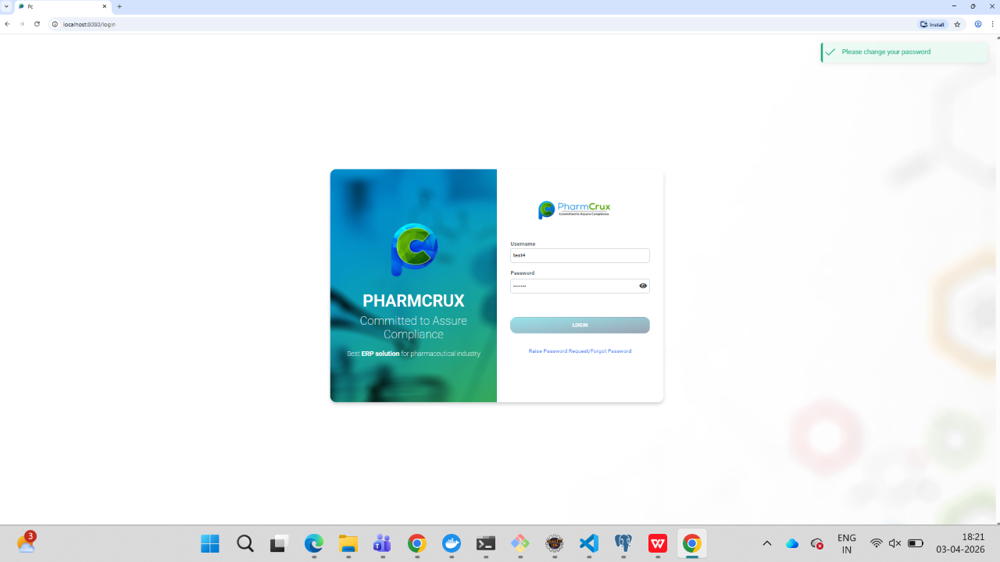 Pc
localhost:8080/login
Install
Please change your password
PharmCrux
Committed to Assure Compliance
Username
test4
Password
•••••••
LOGIN
Raise Password Request/Forgot Password
PHARMCRUX
Committed to Assure
Compliance
Best ERP solution for pharmaceutical industry
3
ENG
IN
18:21
03-04-2026